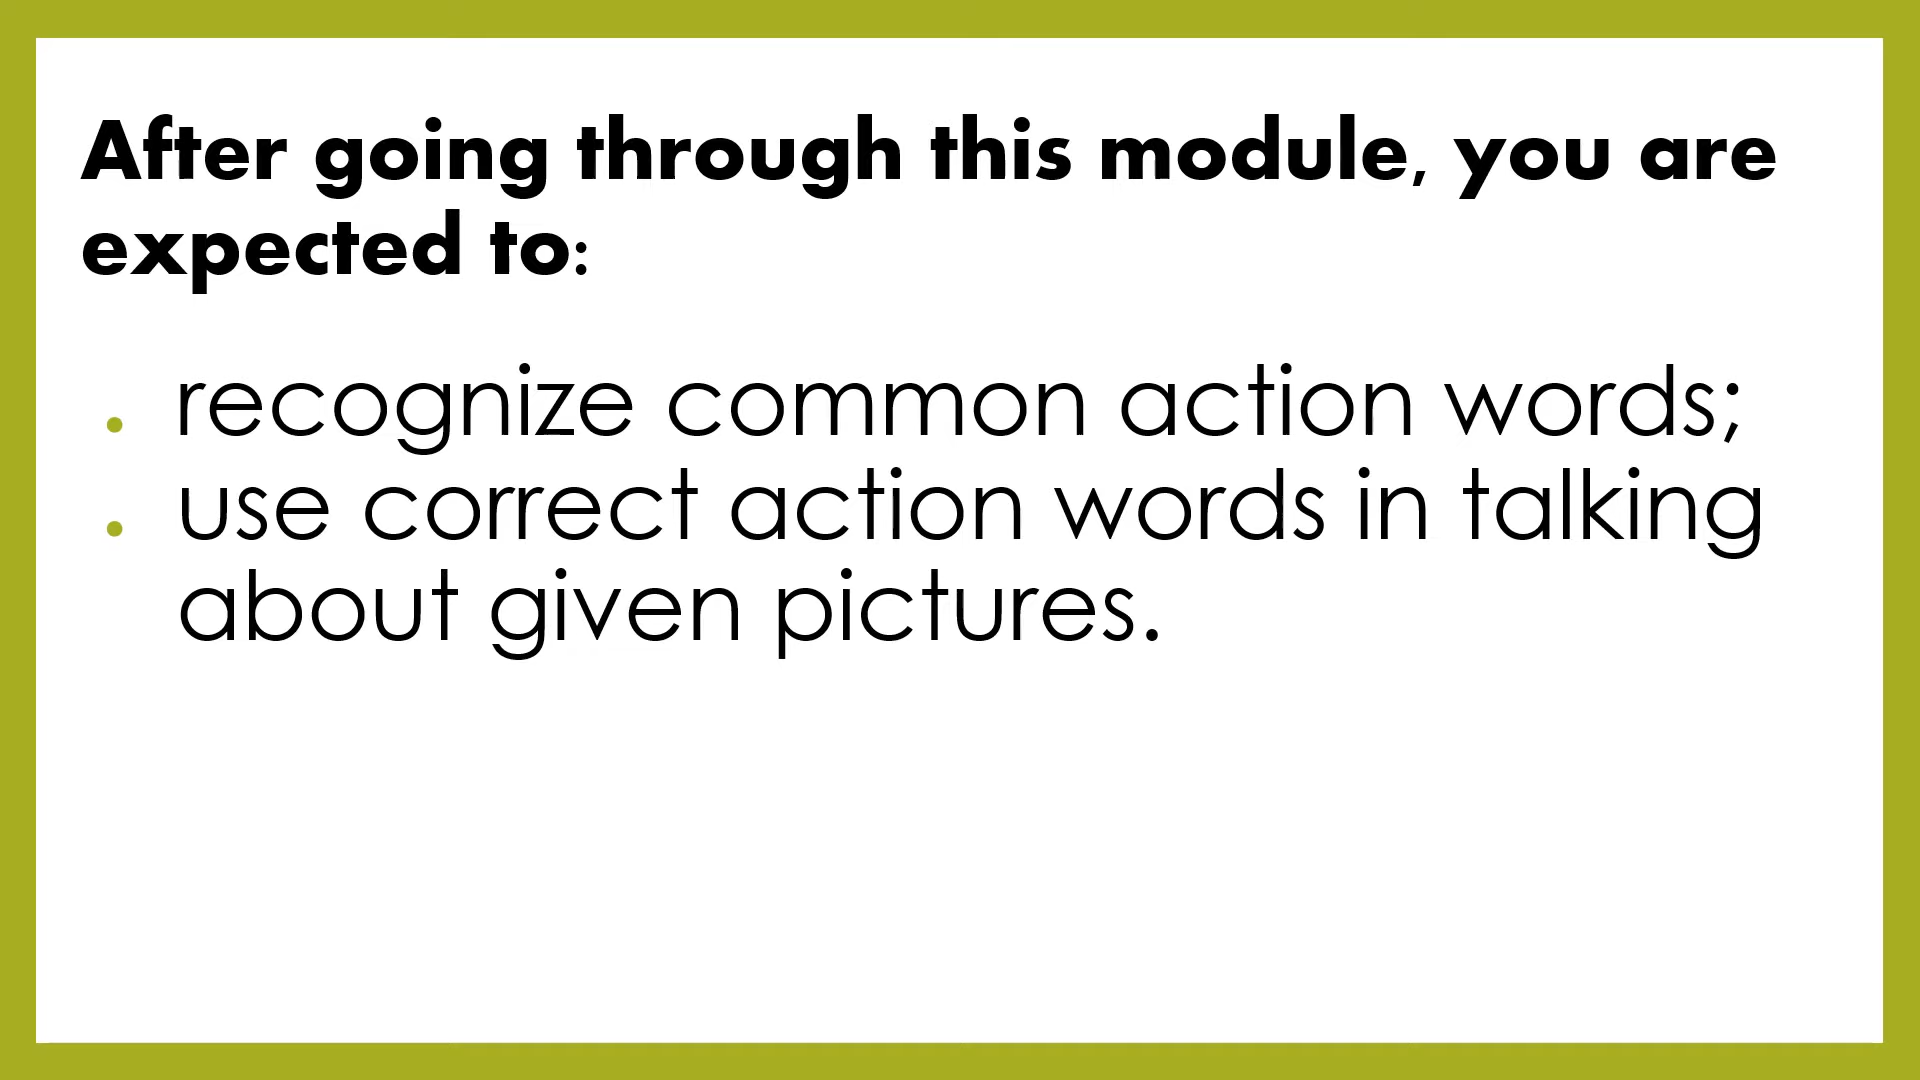 After going through this module, you are
expected to:
• recognize common action words;
• use correct action words in talking
about given pictures.